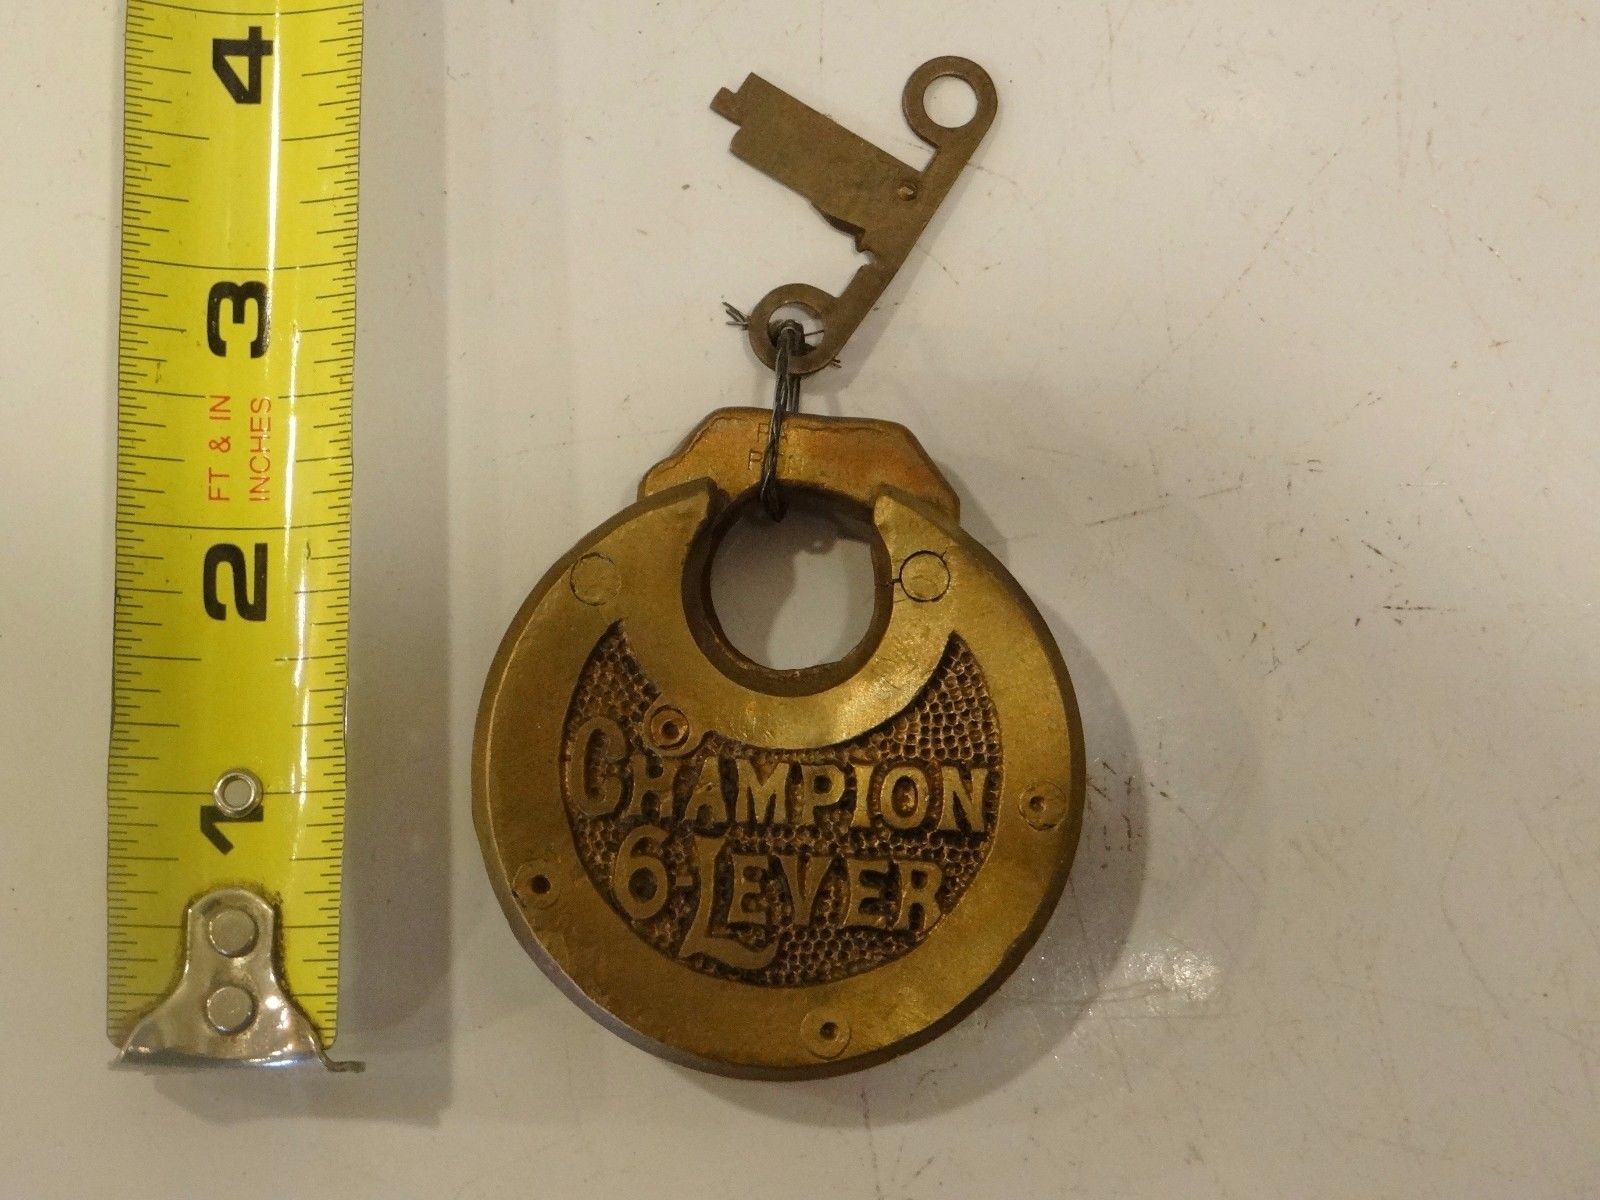 4
3
FT & IN
INCHES
2
1
CHAMPION
6-LEVER